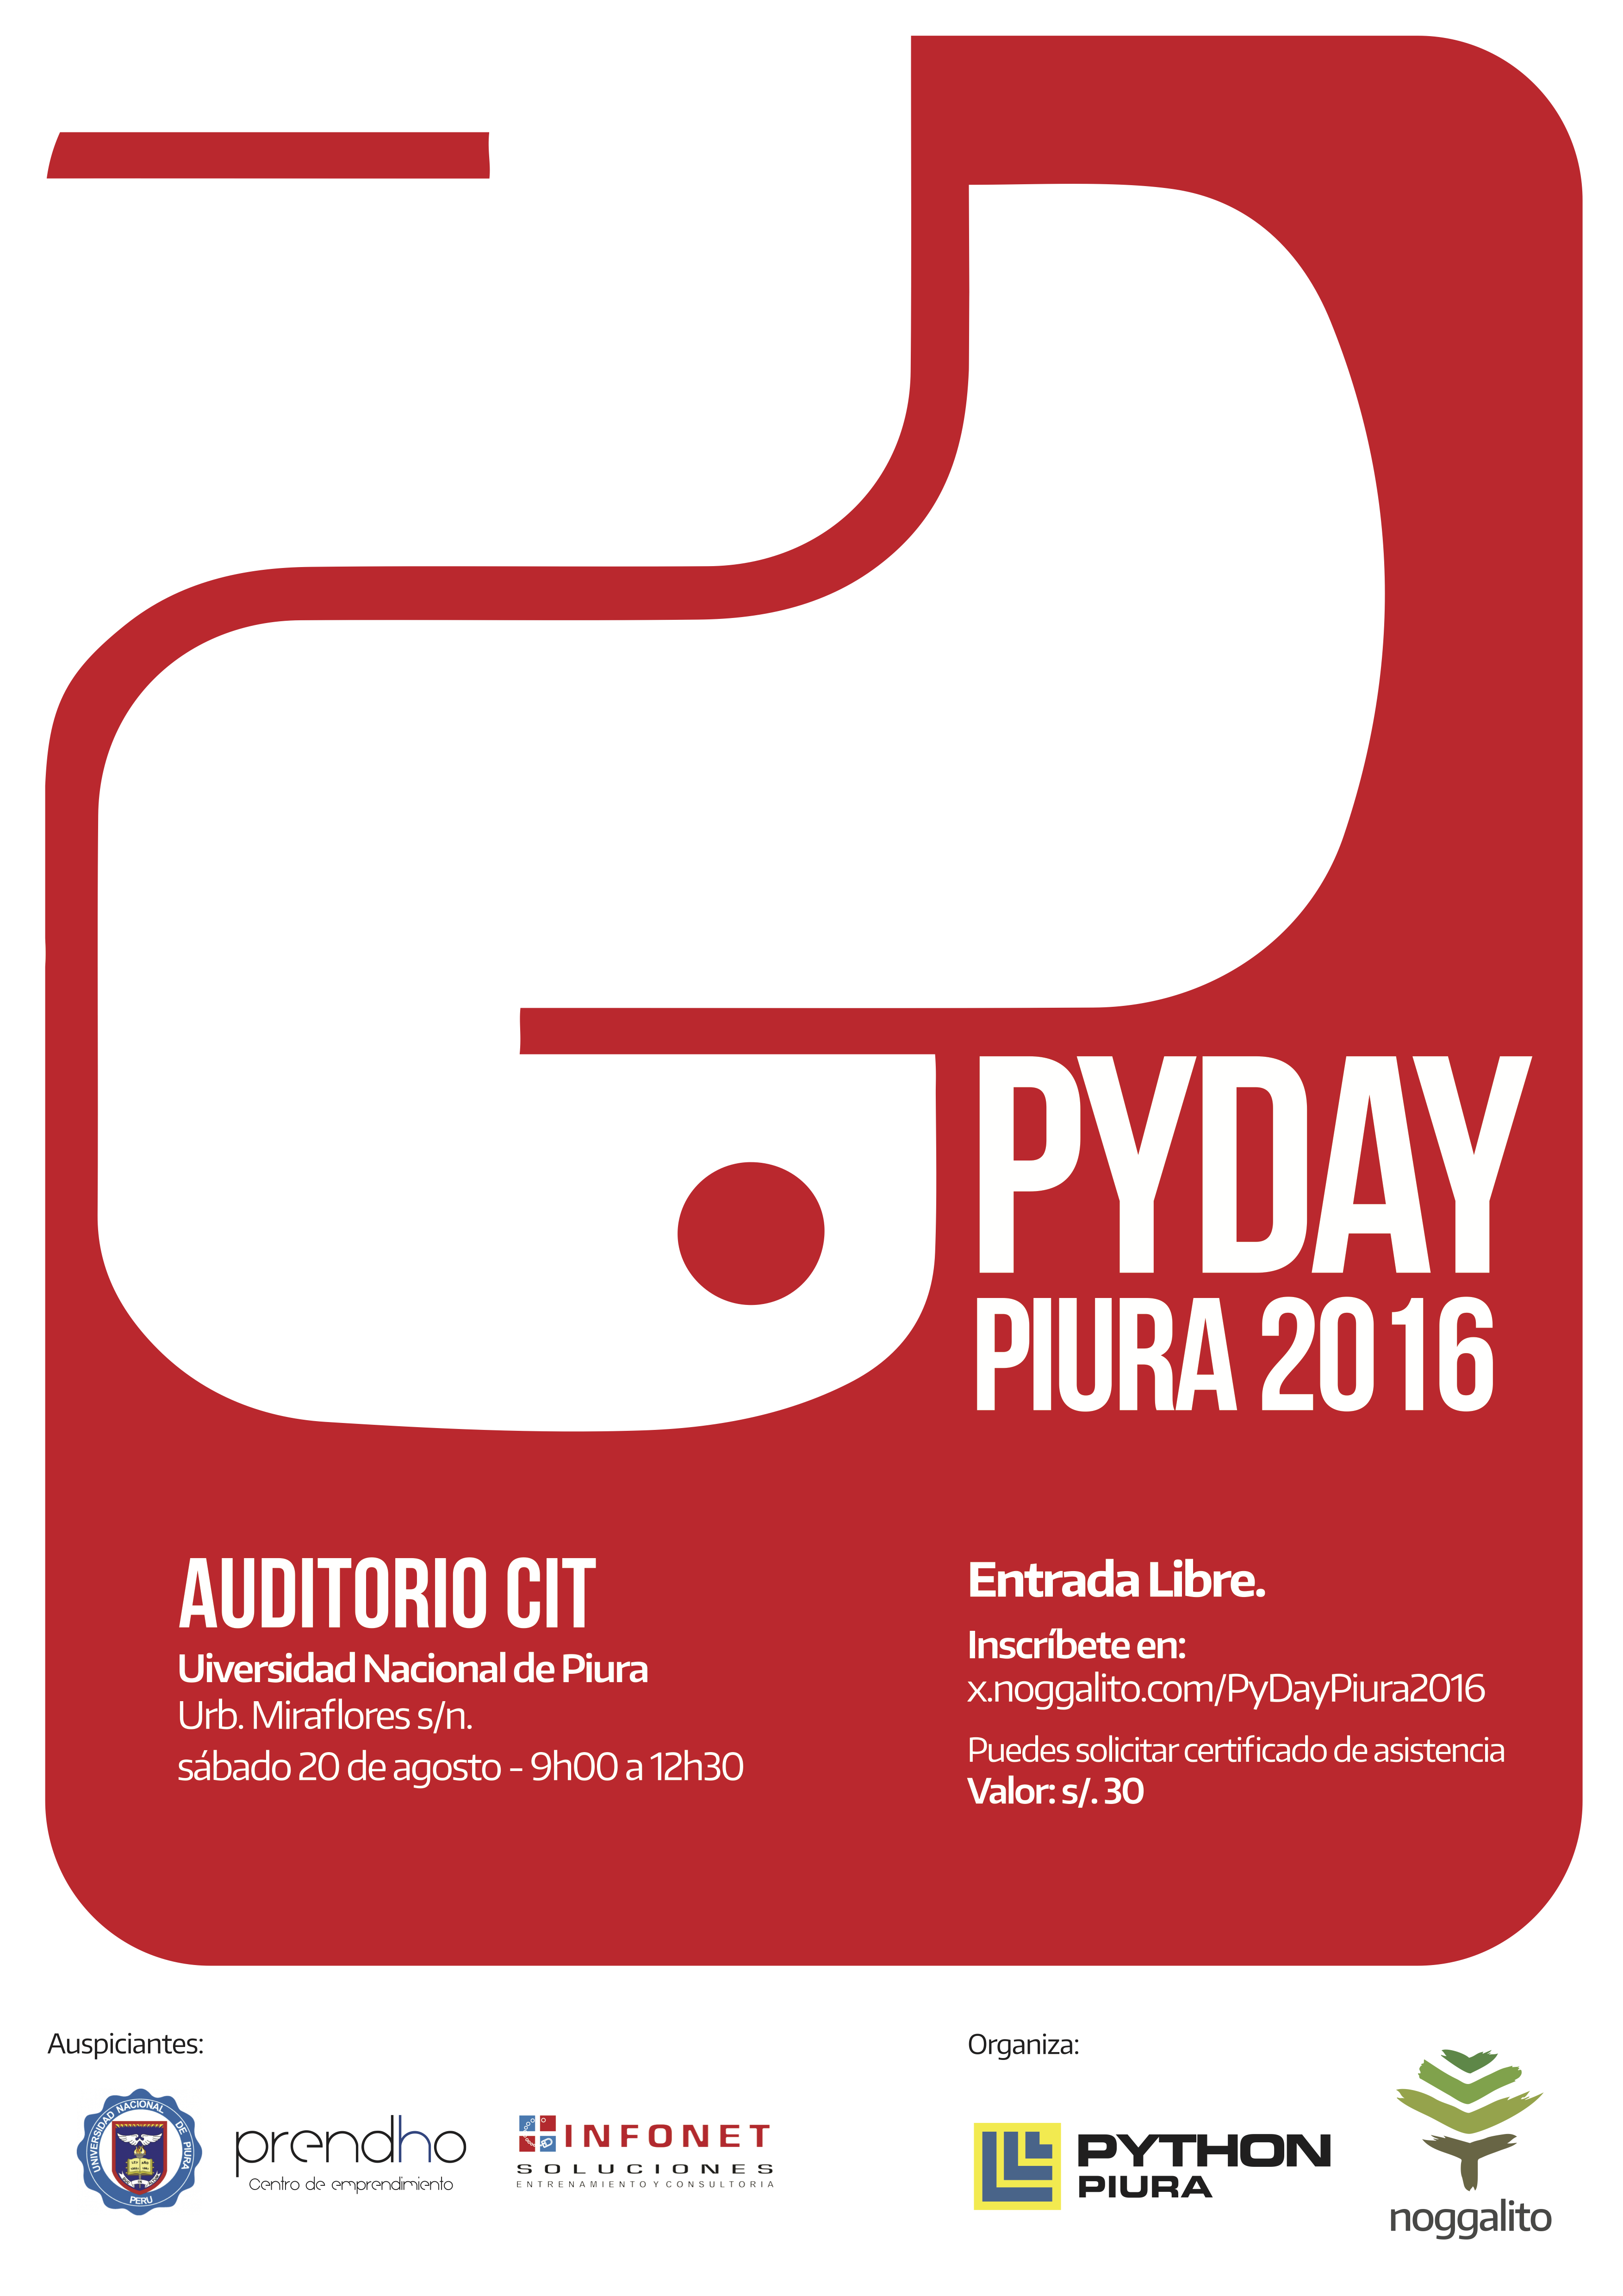 PYDAY
PIURA 2016
AUDITORIO CIT
Uiversidad Nacional de Piura
Urb. Miraflores s/n.
sábado 20 de agosto - 9h00 a 12h30
Entrada Libre.
Inscríbete en:
x.noggalito.com/PyDayPiura2016
Puedes solicitar certificado de asistencia
Valor: s/. 30
Auspiciantes:
UNIVERSIDAD NACIONAL DE PIURA
PERU
prendho
Centro de emprendimiento
INFONET
SOLUCIONES
ENTRENAMIENTO Y CONSULTORIA
Organiza:
PYTHON
PIURA
noggalito